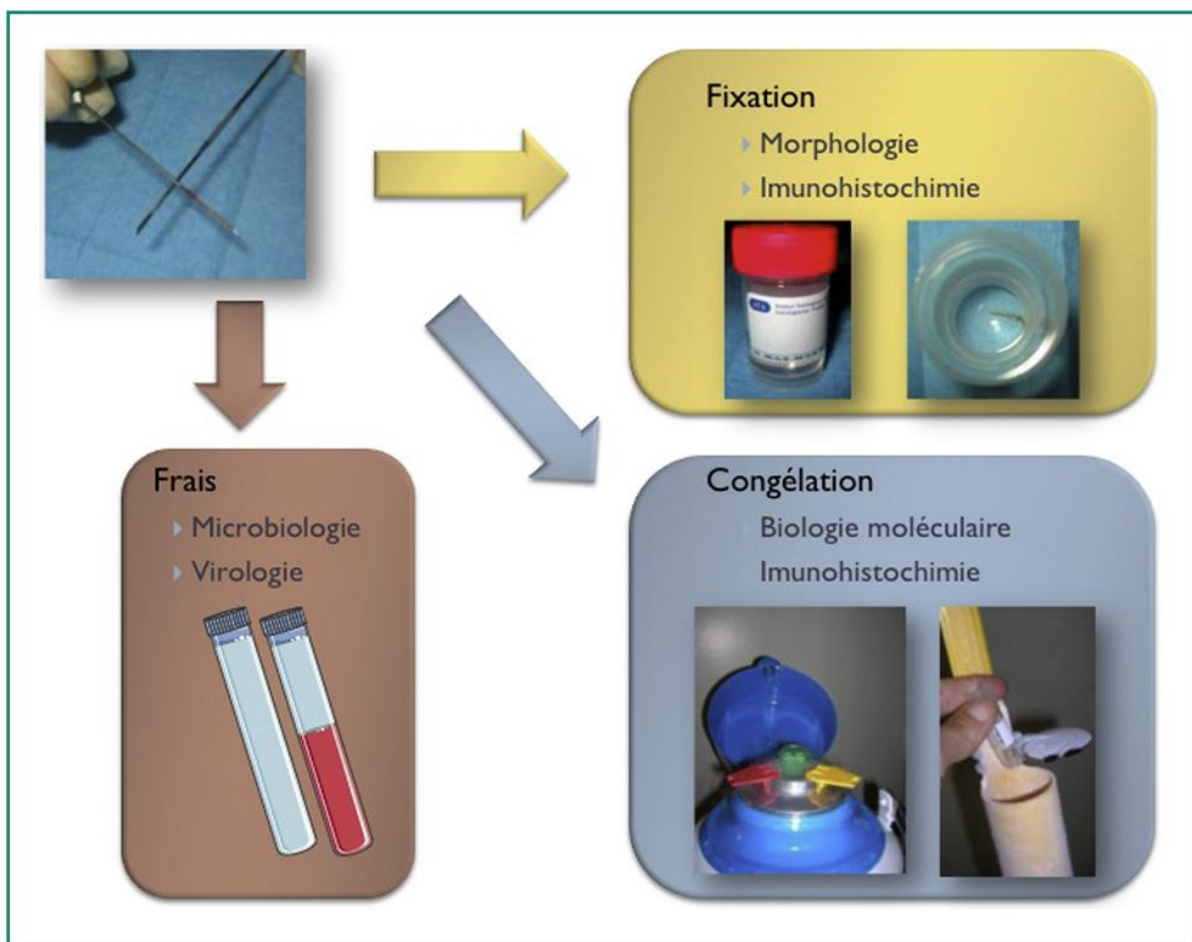 Fixation
Morphologie
Imunohistochimie
Frais
Microbiologie
Virologie
Congélation
Biologie moléculaire
Imunohistochimie